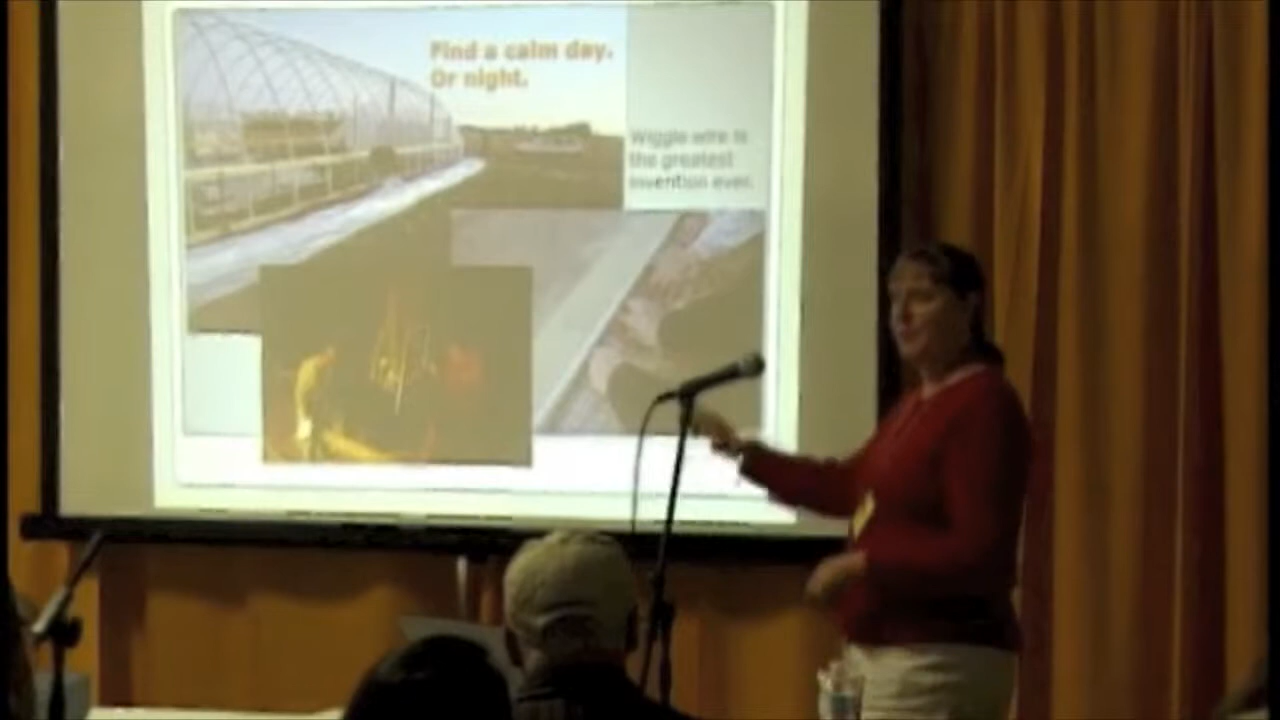 Find a calm day.
Or night.
Wiggle wire is
the greatest
invention ever.